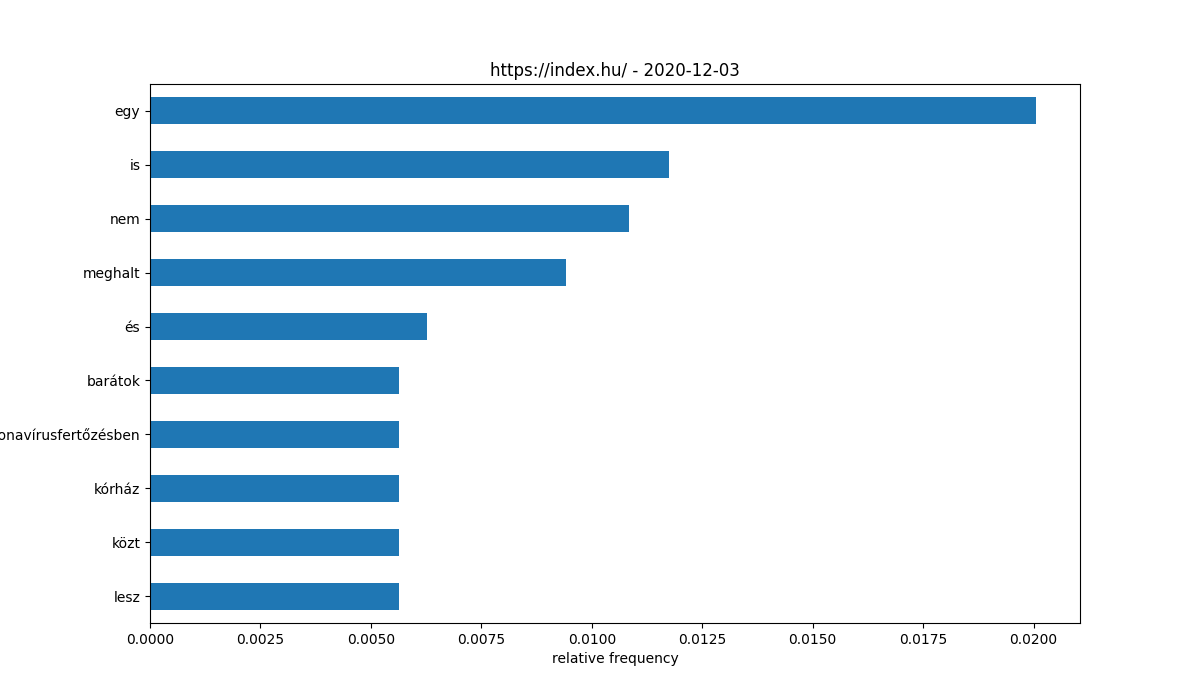 https://index.hu/ - 2020-12-03
egy
is
nem
meghalt
és
barátok
onavírusfertőzésben
kórház
közt
lesz
0.0000 0.0025 0.0050 0.0075 0.0100 0.0125 0.0150 0.0175 0.0200
relative frequency